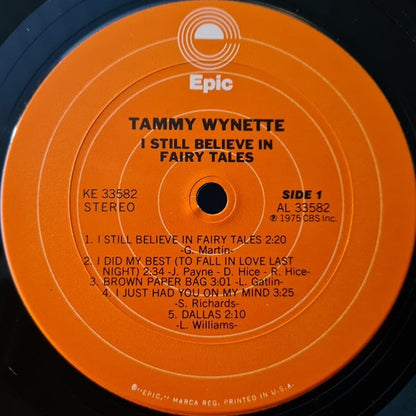 Epic
TAMMY WYNETTE
I STILL BELIEVE IN
FAIRY TALES
KE 33582
STEREO
SIDE 1
AL 33582
℗ 1975 CBS Inc.
1. I STILL BELIEVE IN FAIRY TALES 2:20
-G. Martin-
2. I DID MY BEST (TO FALL IN LOVE LAST
NIGHT) 2:34 -J. Payne - D. Hice - R. Hice-
3. BROWN PAPER BAG 3:01 -L. Gatlin-
4. I JUST HAD YOU ON MY MIND 3:25
-S. Richards-
5. DALLAS 2:10
-L. Williams-
®"EPIC," MARCA REG. PRINTED IN U.S.A.